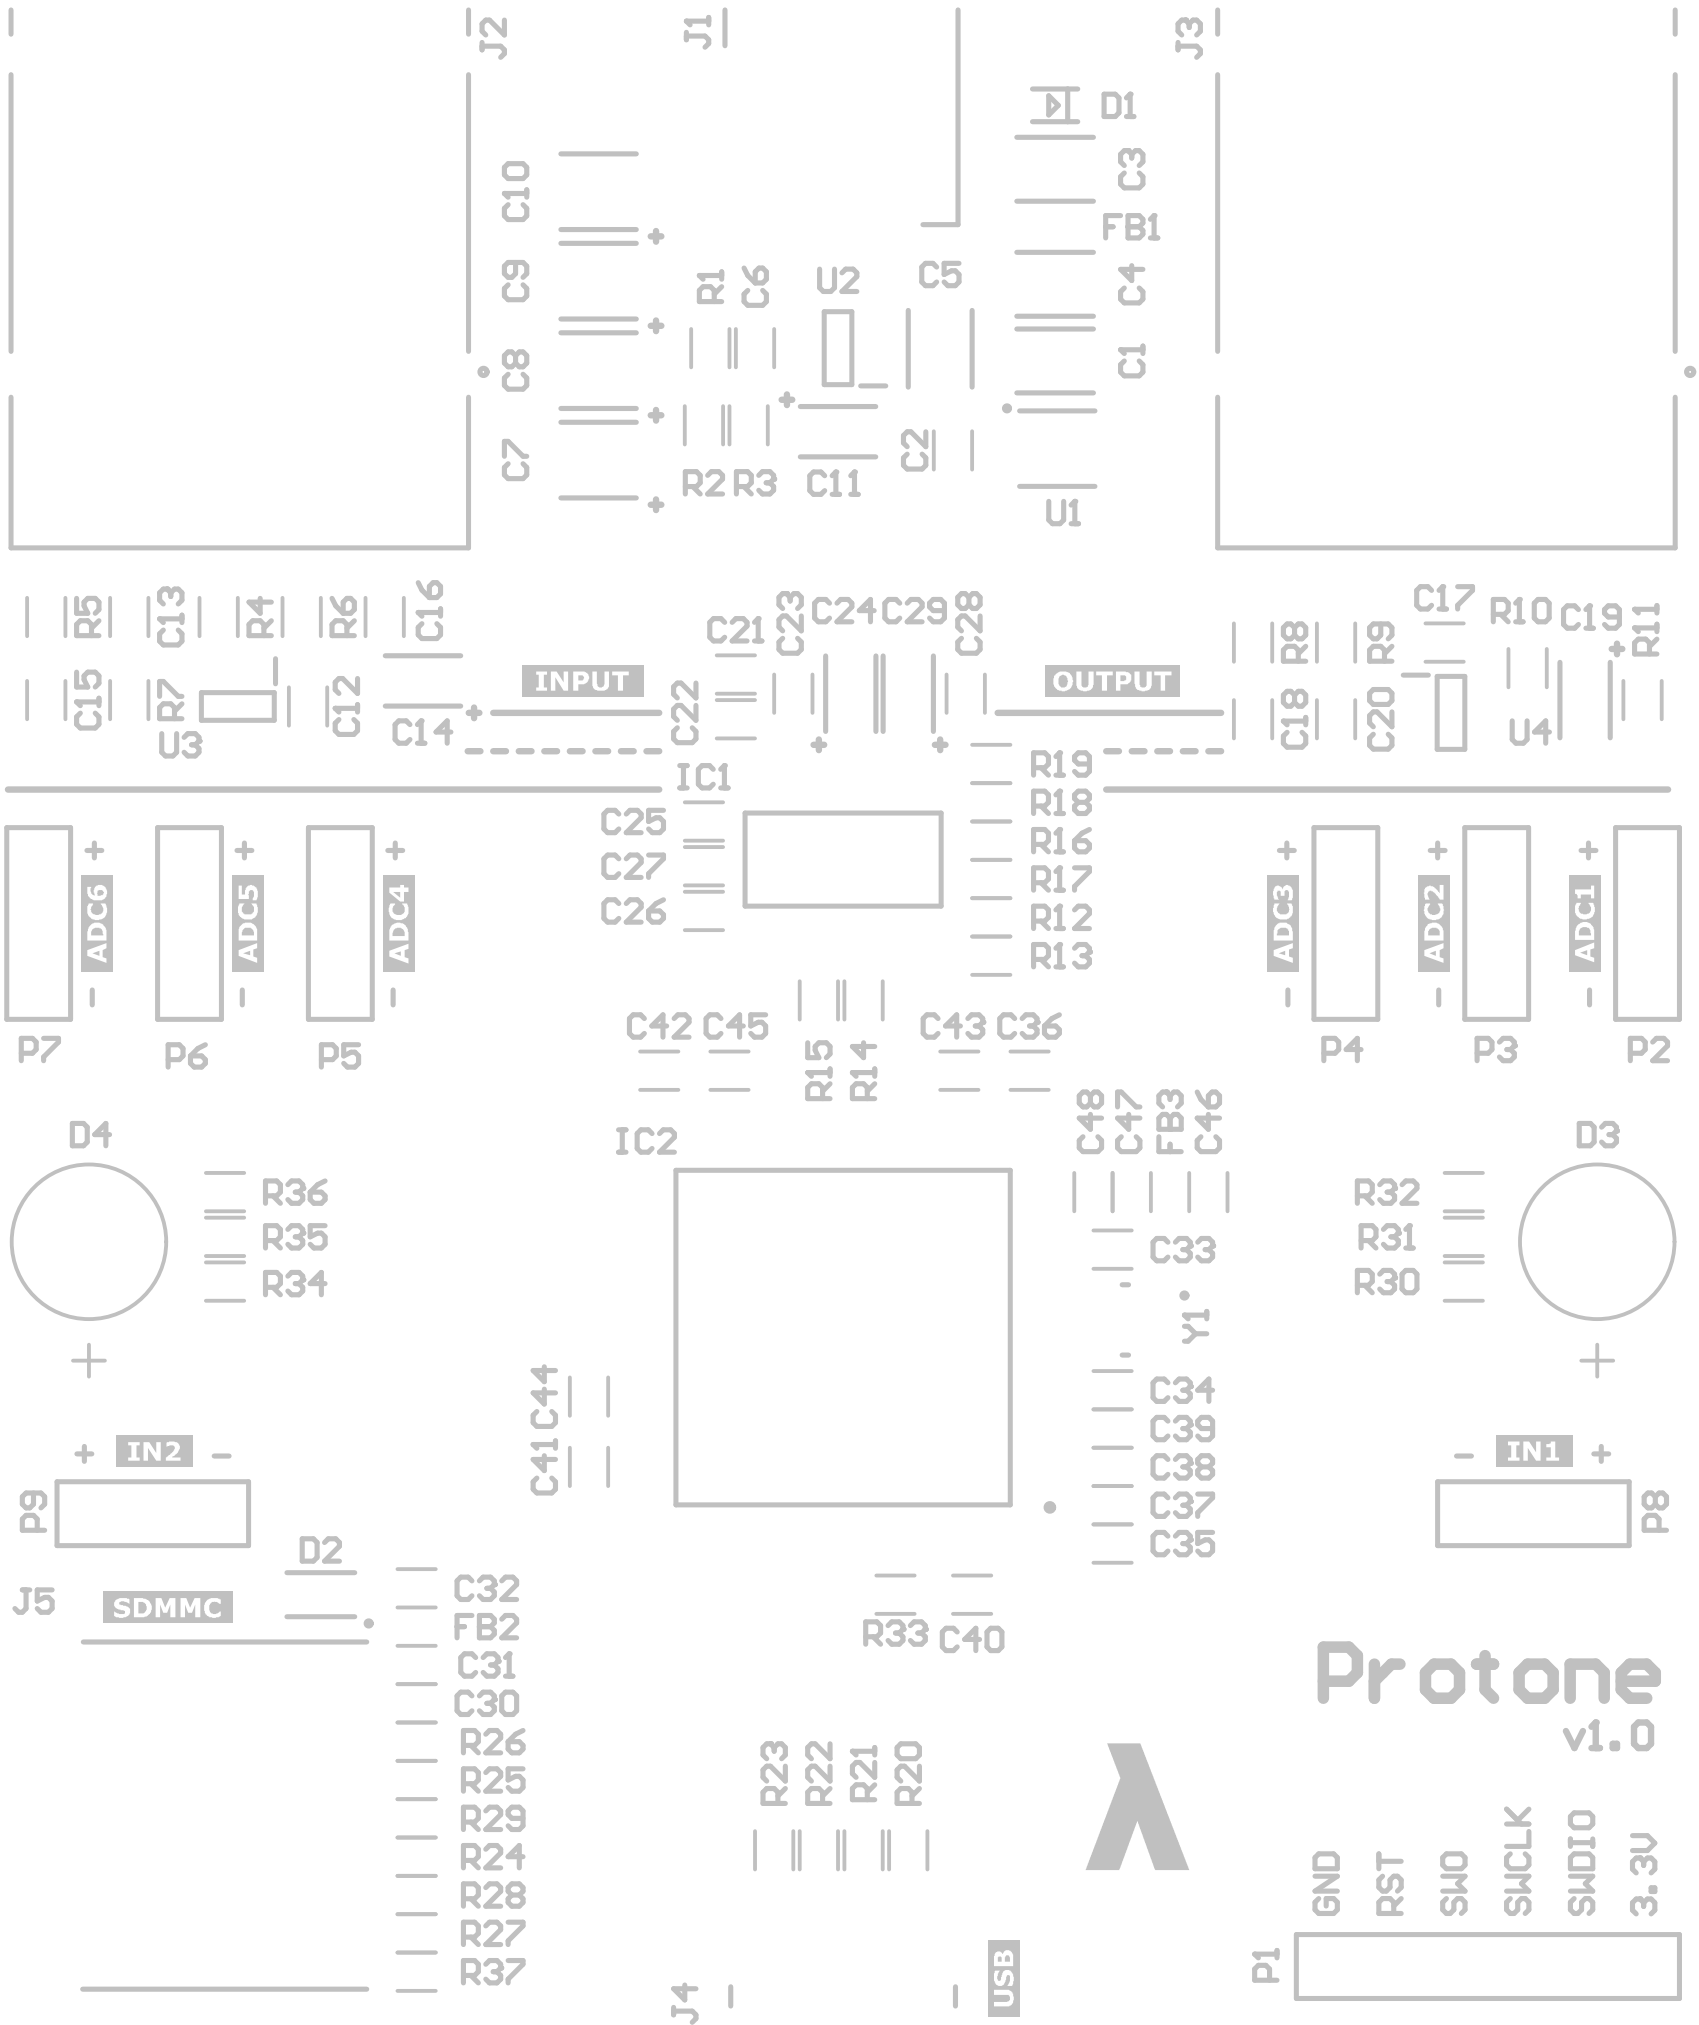 J2
J1
J3
D1
C3
C10
FB1
C9
R1
C6
U2
C5
C4
C8
C1
C7
R2
R3
C11
C2
U1
R5
C13
R4
R6
C16
C21
C23
C24
C29
C28
R8
R9
C17
R10
C19
R11
INPUT
OUTPUT
C15
R7
U3
C12
C14
C22
C18
C20
U4
IC1
R19
R18
C25
R16
C27
R17
C26
R12
R13
ADC6
ADC5
ADC4
ADC3
ADC2
ADC1
P7
P6
P5
C42
C45
R15
R14
C43
C36
P4
P3
P2
C48
C47
FB3
C46
D4
IC2
D3
R36
R35
R34
C33
R32
R31
R30
Y1
C44
C41
C34
C39
C38
C37
C35
+ IN2 -
- IN1 +
P9
P8
D2
J5
SDMMC
C32
FB2
C31
C30
R26
R25
R29
R24
R28
R27
R37
R33
C40
Protone
v1.0
R23
R22
R21
R20
λ
GND
RST
SWO
SWCLK
SWDIO
3.3V
J4
USB
P1